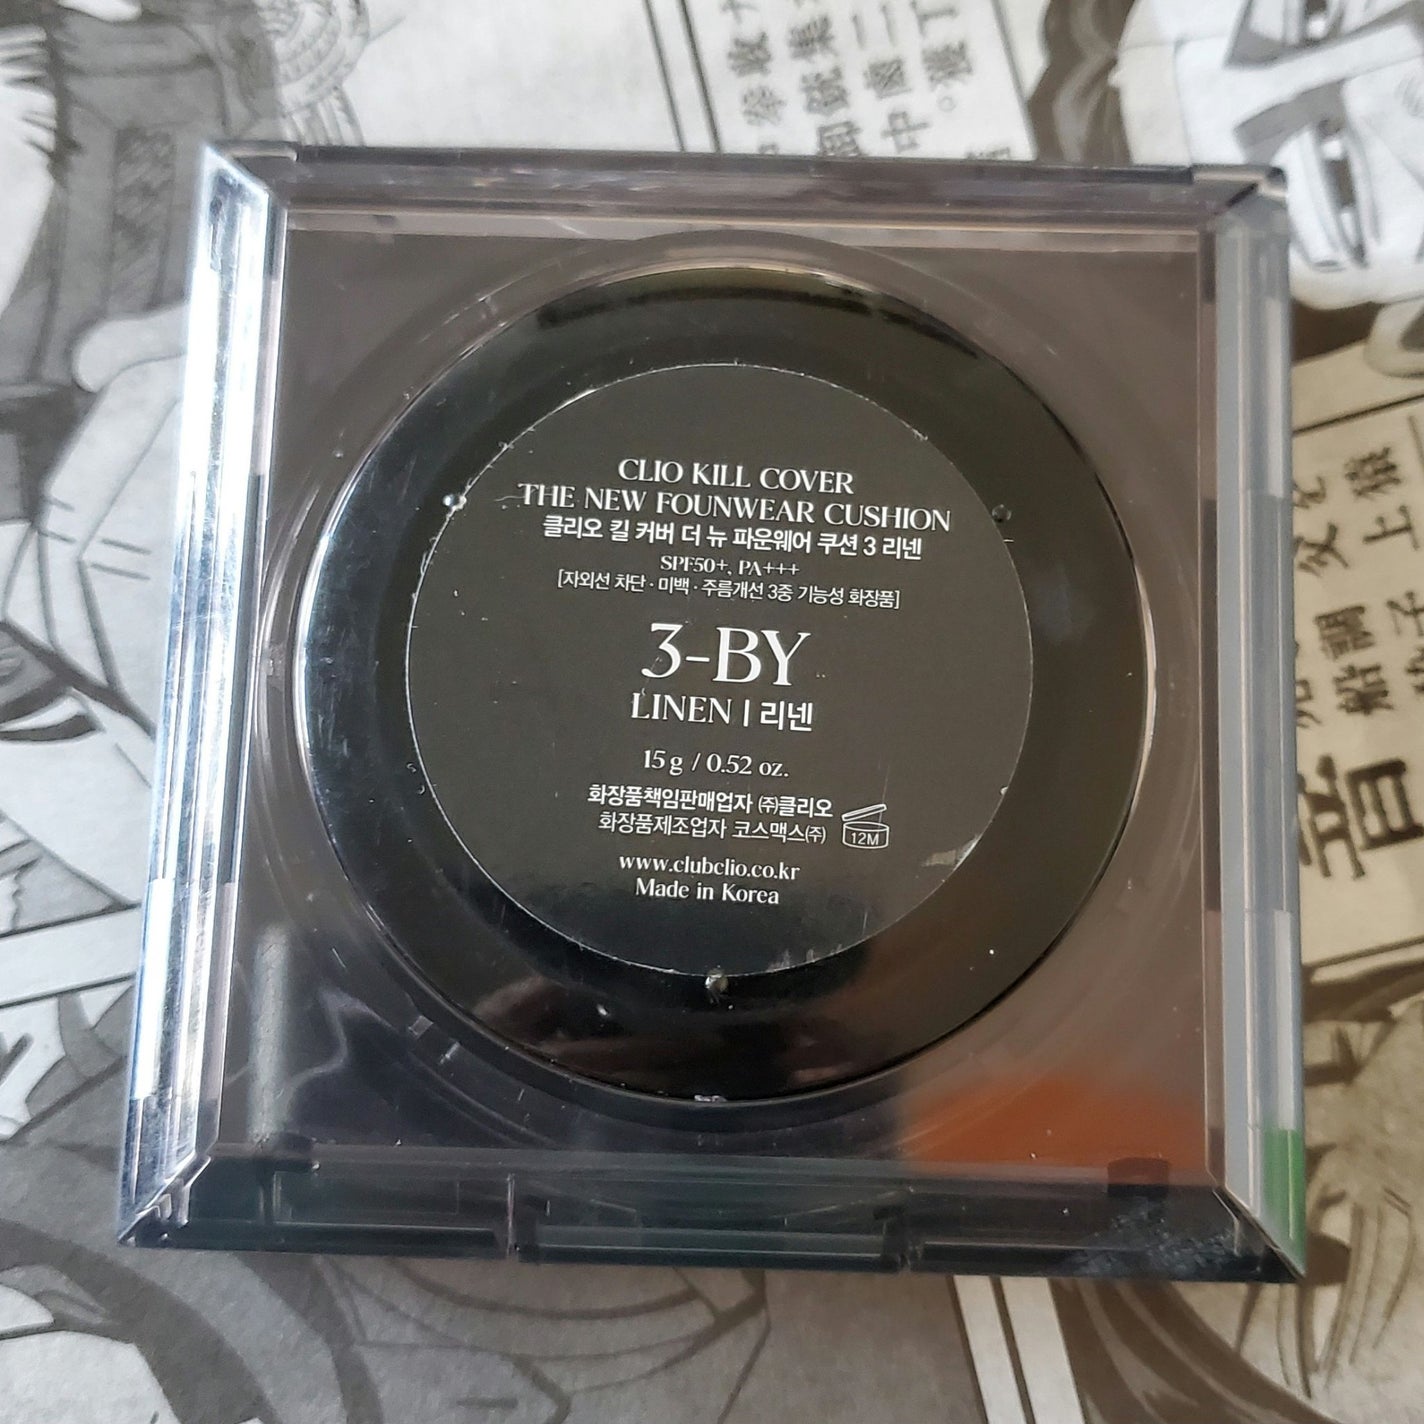 CLIO KILL COVER
THE NEW FOUNWEAR CUSHION
클리오 킬 커버 더 뉴 파운웨어 쿠션 3 리넨
SPF50+, PA+++
[자외선 차단 · 미백 · 주름개선 3중 기능성 화장품]
3-BY
LINEN | 리넨
15 g / 0.52 oz.
화장품책임판매업자 ㈜클리오
화장품제조업자 코스맥스㈜
12M
www.clubclio.co.kr
Made in Korea
音